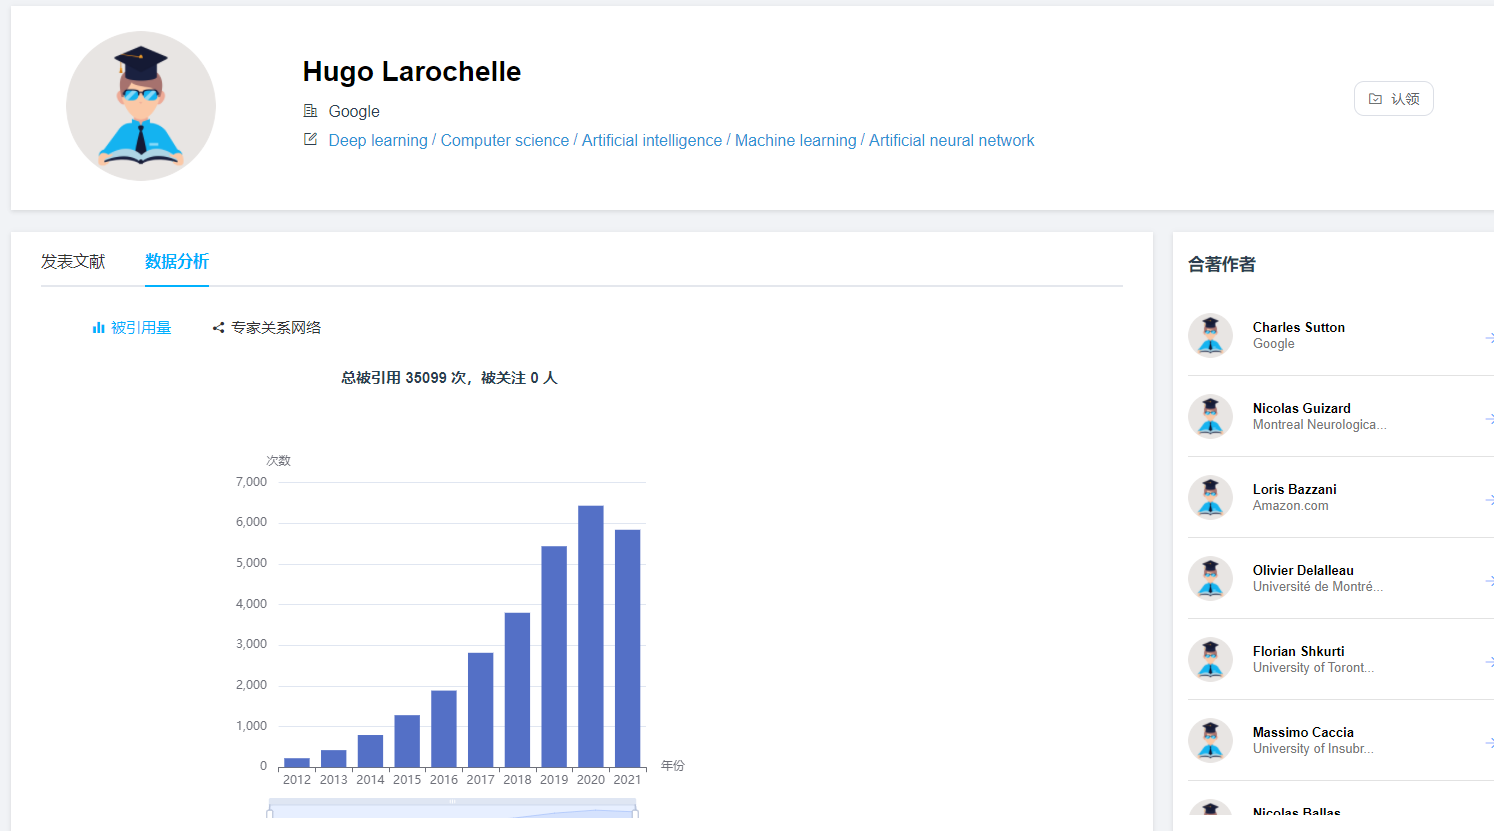 Hugo Larochelle
Google
认领
Deep learning / Computer science / Artificial intelligence / Machine learning / Artificial neural network
发表文献
数据分析
被引用量
专家关系网络
总被引用 35099 次，被关注 0 人
次数
7,000
6,000
5,000
4,000
3,000
2,000
1,000
0
2012 2013 2014 2015 2016 2017 2018 2019 2020 2021
年份
合著作者
Charles Sutton
Google
Nicolas Guizard
Montreal Neurologica...
Loris Bazzani
Amazon.com
Olivier Delalleau
Université de Montré...
Florian Shkurti
University of Toront...
Massimo Caccia
University of Insubr...
Nicolas Ballas